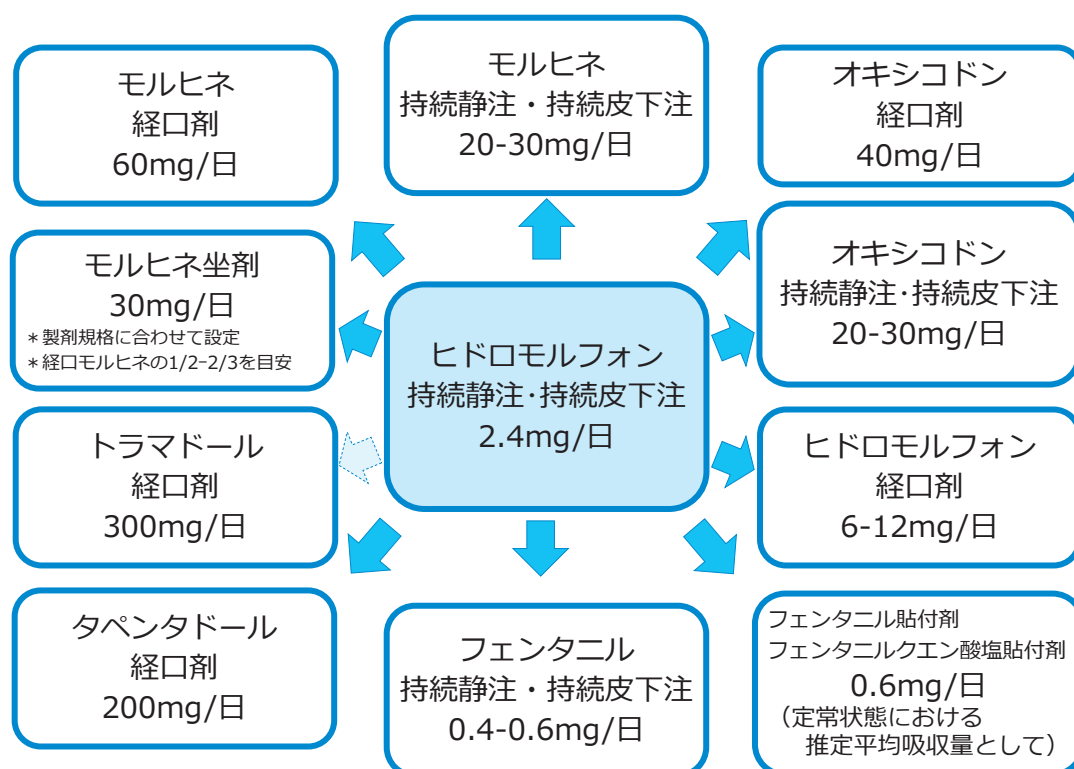 モルヒネ
経口剤
60mg/日
モルヒネ
持続静注・持続皮下注
20-30mg/日
オキシコドン
経口剤
40mg/日
モルヒネ坐剤
30mg/日
＊製剤規格に合わせて設定
＊経口モルヒネの1/2−2/3を目安
オキシコドン
持続静注･持続皮下注
20-30mg/日
ヒドロモルフォン
持続静注･持続皮下注
2.4mg/日
トラマドール
経口剤
300mg/日
ヒドロモルフォン
経口剤
6-12mg/日
タペンタドール
経口剤
200mg/日
フェンタニル
持続静注・持続皮下注
0.4-0.6mg/日
フェンタニル貼付剤
フェンタニルクエン酸塩貼付剤
0.6mg/日
（定常状態における
推定平均吸収量として）